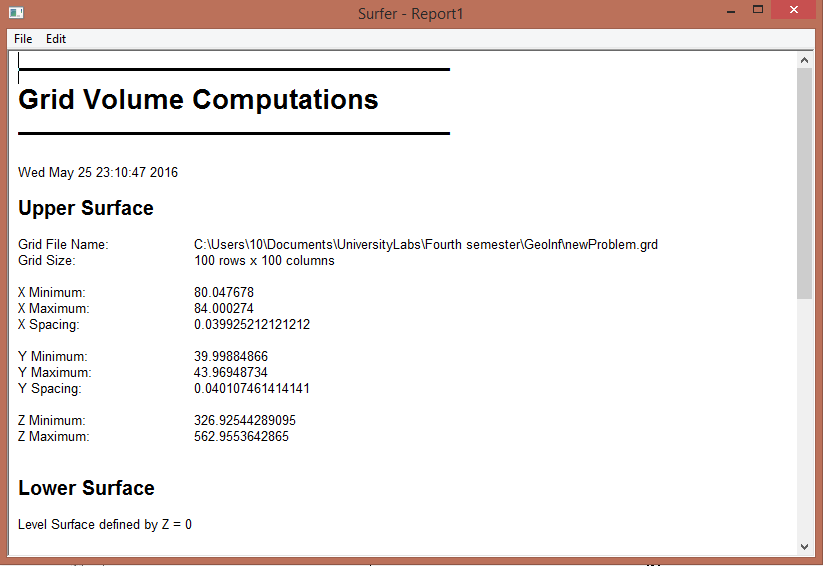 Surfer - Report1
File Edit
Grid Volume Computations
Wed May 25 23:10:47 2016
Upper Surface
Grid File Name: C:\Users\10\Documents\UniversityLabs\Fourth semester\GeoInf\newProblem.grd
Grid Size: 100 rows x 100 columns
X Minimum: 80.047678
X Maximum: 84.000274
X Spacing: 0.039925212121212
Y Minimum: 39.99884866
Y Maximum: 43.96948734
Y Spacing: 0.040107461414141
Z Minimum: 326.92544289095
Z Maximum: 562.9553642865
Lower Surface
Level Surface defined by Z = 0